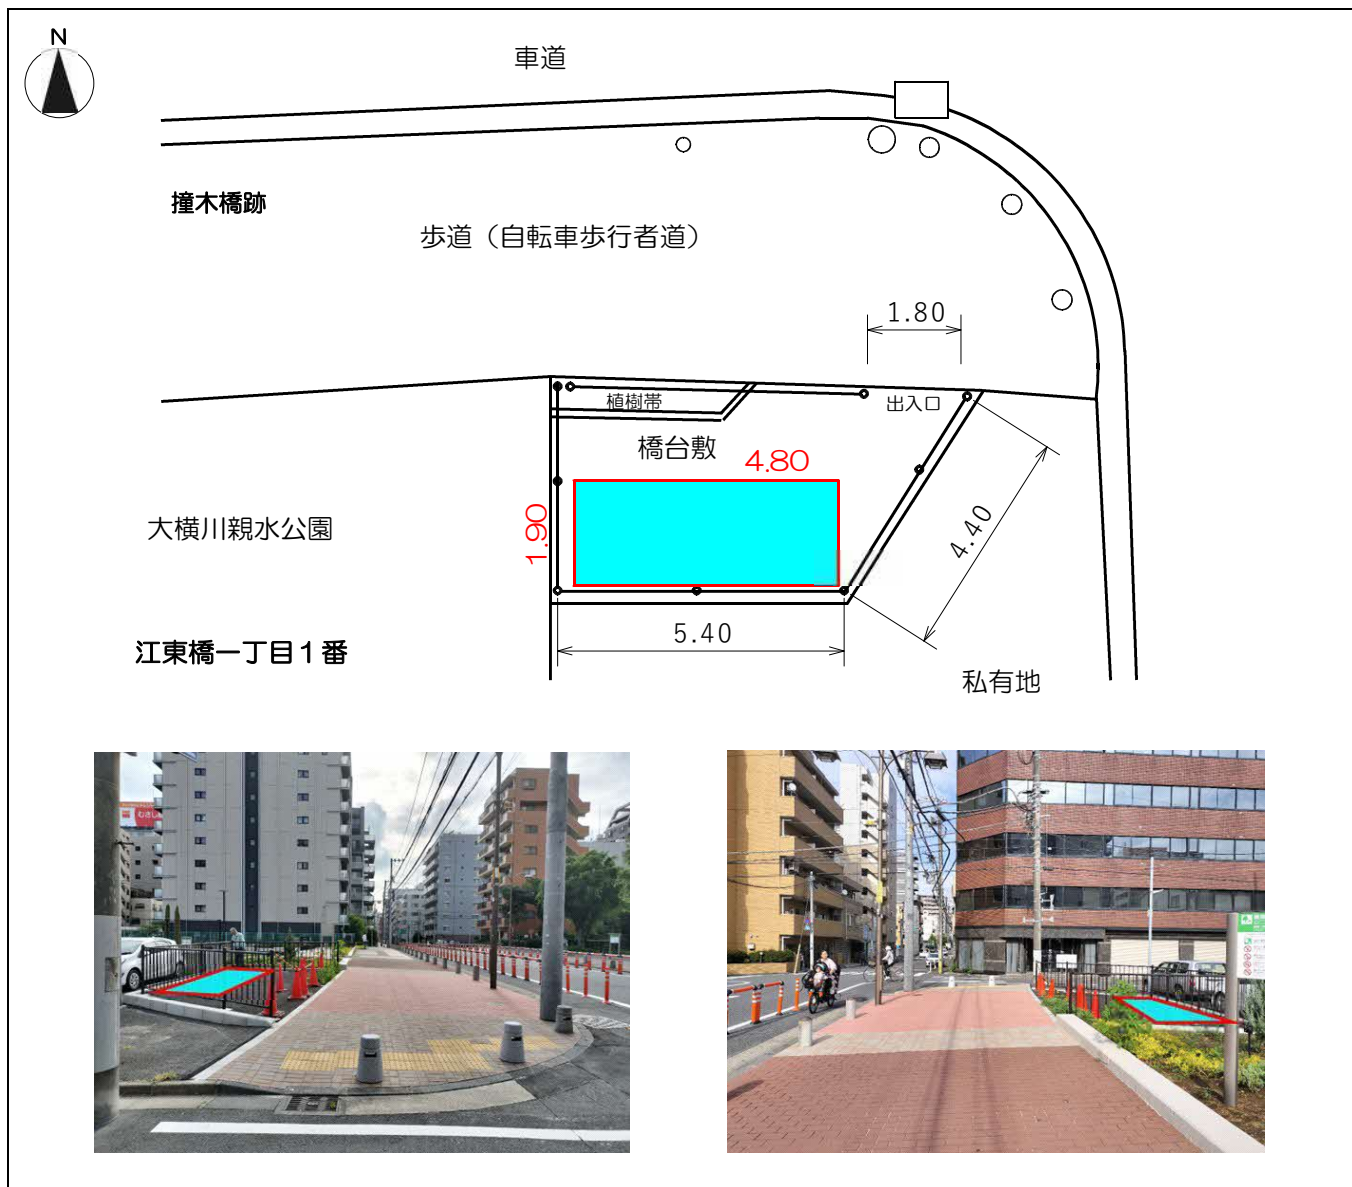 N
車道
撞木橋跡
歩道（自転車歩行者道）
1.80
植樹帯
出入口
橋台敷
4.80
1.90
4.40
大横川親水公園
5.40
江東橋一丁目１番
私有地